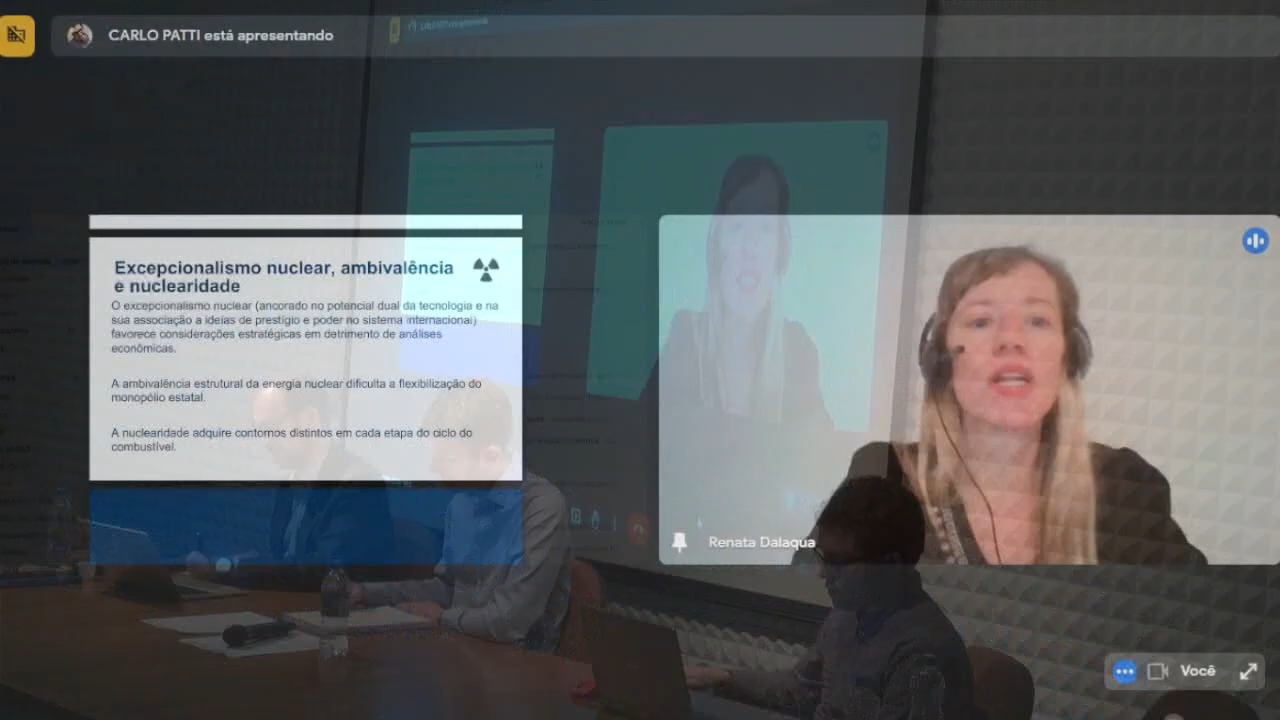 CARLO PATTI está apresentando
Excepcionalismo nuclear, ambivalência
e nuclearidade
O excepcionalismo nuclear (ancorado no potencial dual da tecnologia e na
sua associação a ideias de prestígio e poder no sistema internacional)
favorece considerações estratégicas em detrimento de análises
econômicas.
A ambivalência estrutural da energia nuclear dificulta a flexibilização do
monopólio estatal.
A nuclearidade adquire contornos distintos em cada etapa do ciclo do
combustível.
Renata Dalaqua
Você